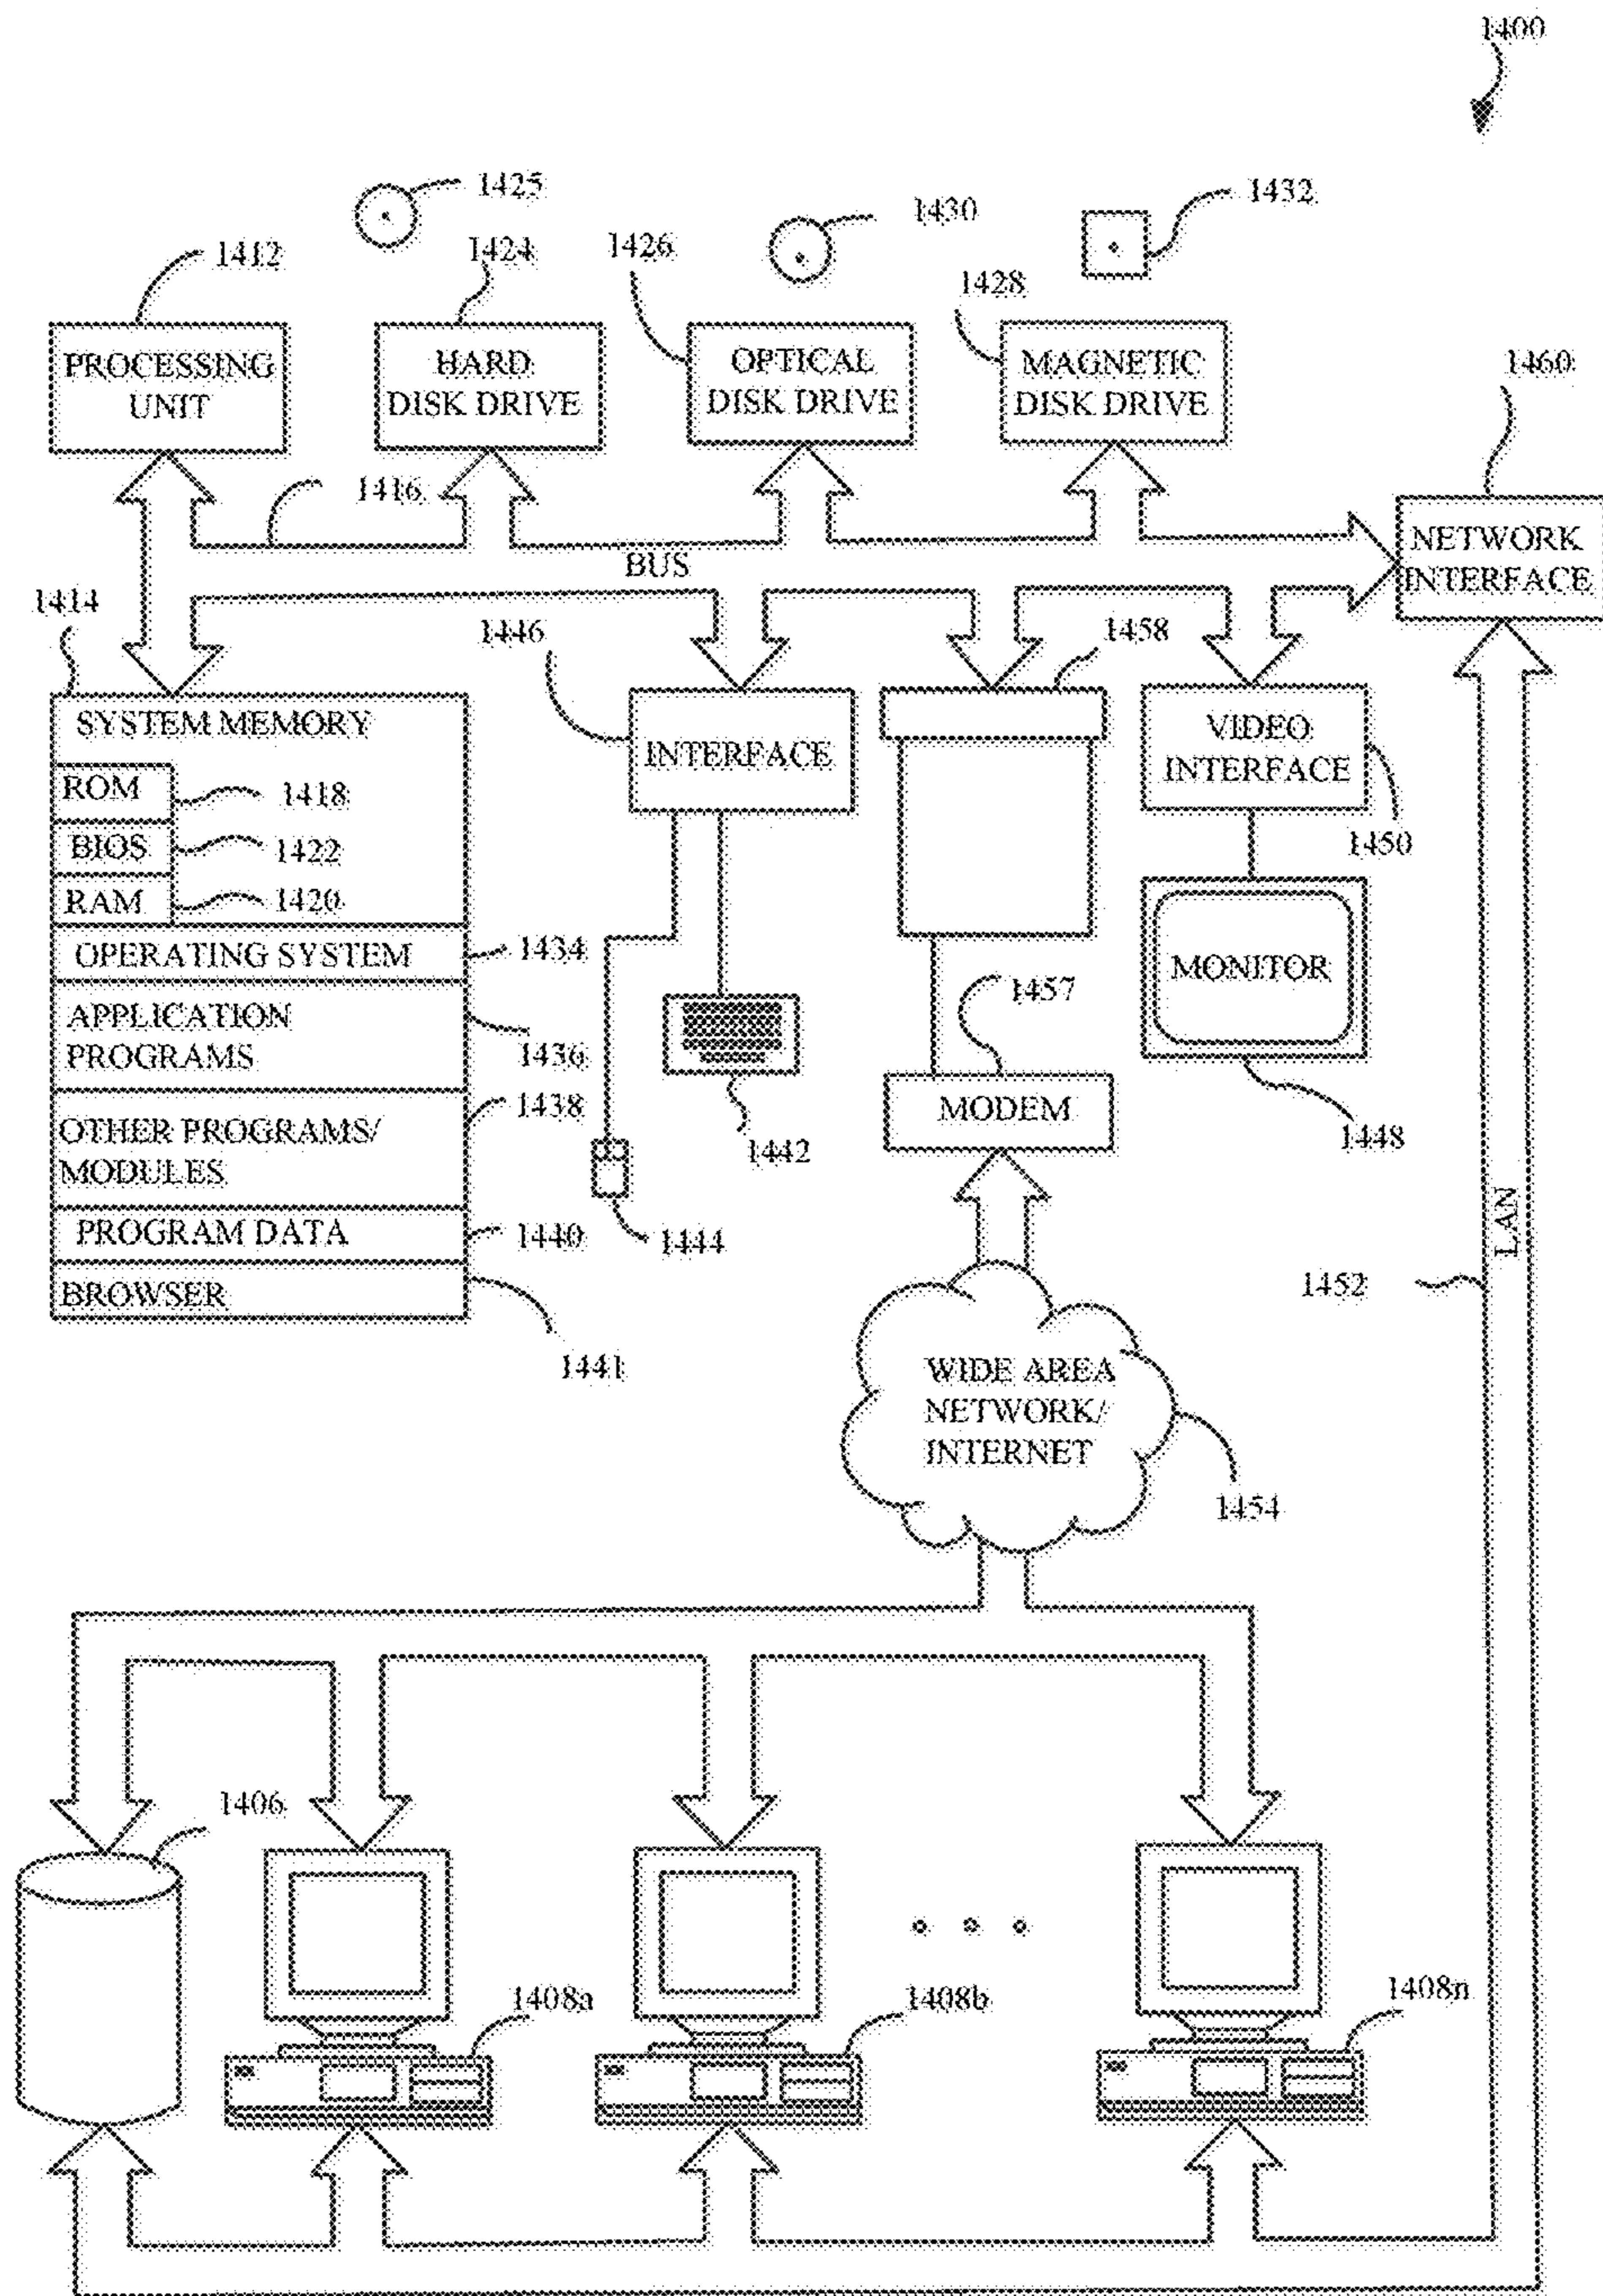 1400
1425
1430
1432
1412
1424
1426
1428
1460
PROCESSING
UNIT
HARD
DISK DRIVE
OPTICAL
DISK DRIVE
MAGNETIC
DISK DRIVE
1416
NETWORK
INTERFACE
BUS
1414
1446
1458
SYSTEM MEMORY
INTERFACE
VIDEO
INTERFACE
ROM
1418
BIOS
1422
1450
RAM
1420
OPERATING SYSTEM
1434
MONITOR
1457
APPLICATION
PROGRAMS
1436
1438
MODEM
1448
OTHER PROGRAMS/
MODULES
1442
PROGRAM DATA
1440
1444
LAN
1452
BROWSER
1441
WIDE AREA
NETWORK/
INTERNET
1454
1406
1408a
1408b
1408n